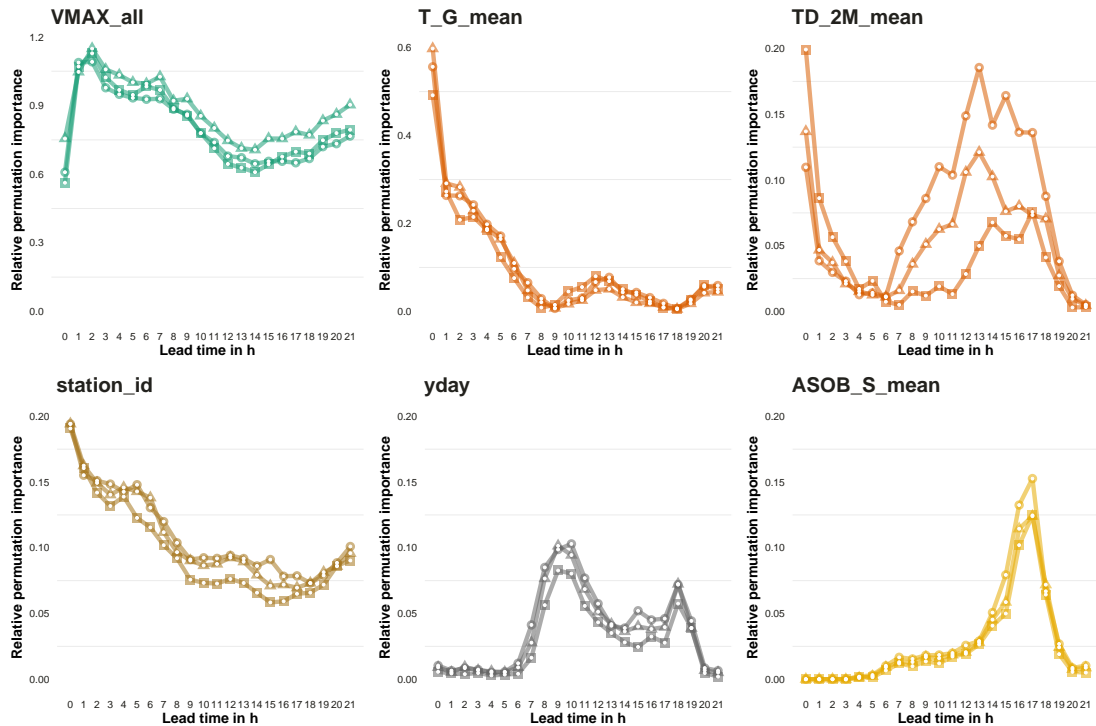 VMAX_all
T_G_mean
TD_2M_mean
Relative permutation importance
1.2
0.9
0.6
0.3
0.0
0 1 2 3 4 5 6 7 8 9 10 11 12 13 14 15 16 17 18 19 20 21
Lead time in h
Relative permutation importance
0.6
0.4
0.2
0.0
0 1 2 3 4 5 6 7 8 9 10 11 12 13 14 15 16 17 18 19 20 21
Lead time in h
Relative permutation importance
0.20
0.15
0.10
0.05
0.00
0 1 2 3 4 5 6 7 8 9 10 11 12 13 14 15 16 17 18 19 20 21
Lead time in h
station_id
yday
ASOB_S_mean
Relative permutation importance
0.20
0.15
0.10
0.05
0.00
0 1 2 3 4 5 6 7 8 9 10 11 12 13 14 15 16 17 18 19 20 21
Lead time in h
Relative permutation importance
0.20
0.15
0.10
0.05
0.00
0 1 2 3 4 5 6 7 8 9 10 11 12 13 14 15 16 17 18 19 20 21
Lead time in h
Relative permutation importance
0.20
0.15
0.10
0.05
0.00
0 1 2 3 4 5 6 7 8 9 10 11 12 13 14 15 16 17 18 19 20 21
Lead time in h